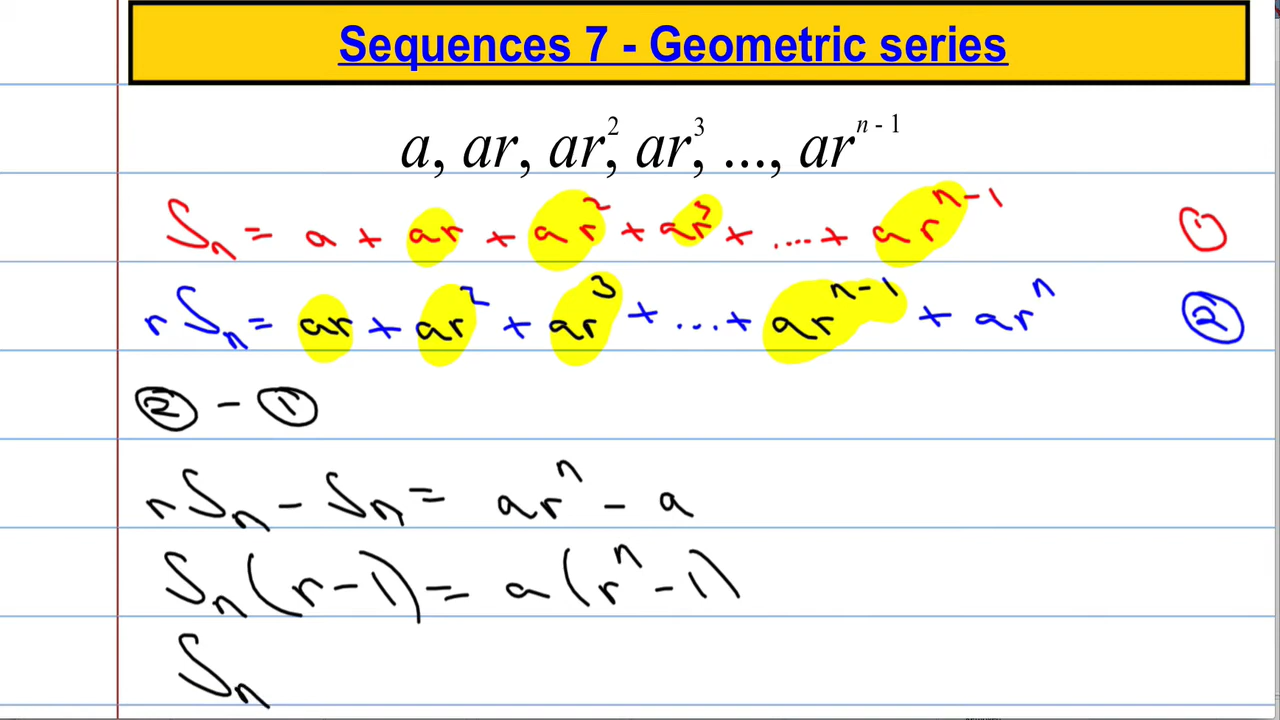 Sequences 7 - Geometric series
a, ar, ar², ar³, ..., arⁿ⁻¹
Sₙ = a + ar + ar² + ar³ + .... + arⁿ⁻¹ ①
rSₙ = ar + ar² + ar³ + ... + arⁿ⁻¹ + arⁿ ②
② - ①
rSₙ - Sₙ = arⁿ - a
Sₙ(r-1) = a(rⁿ-1)
Sₙ